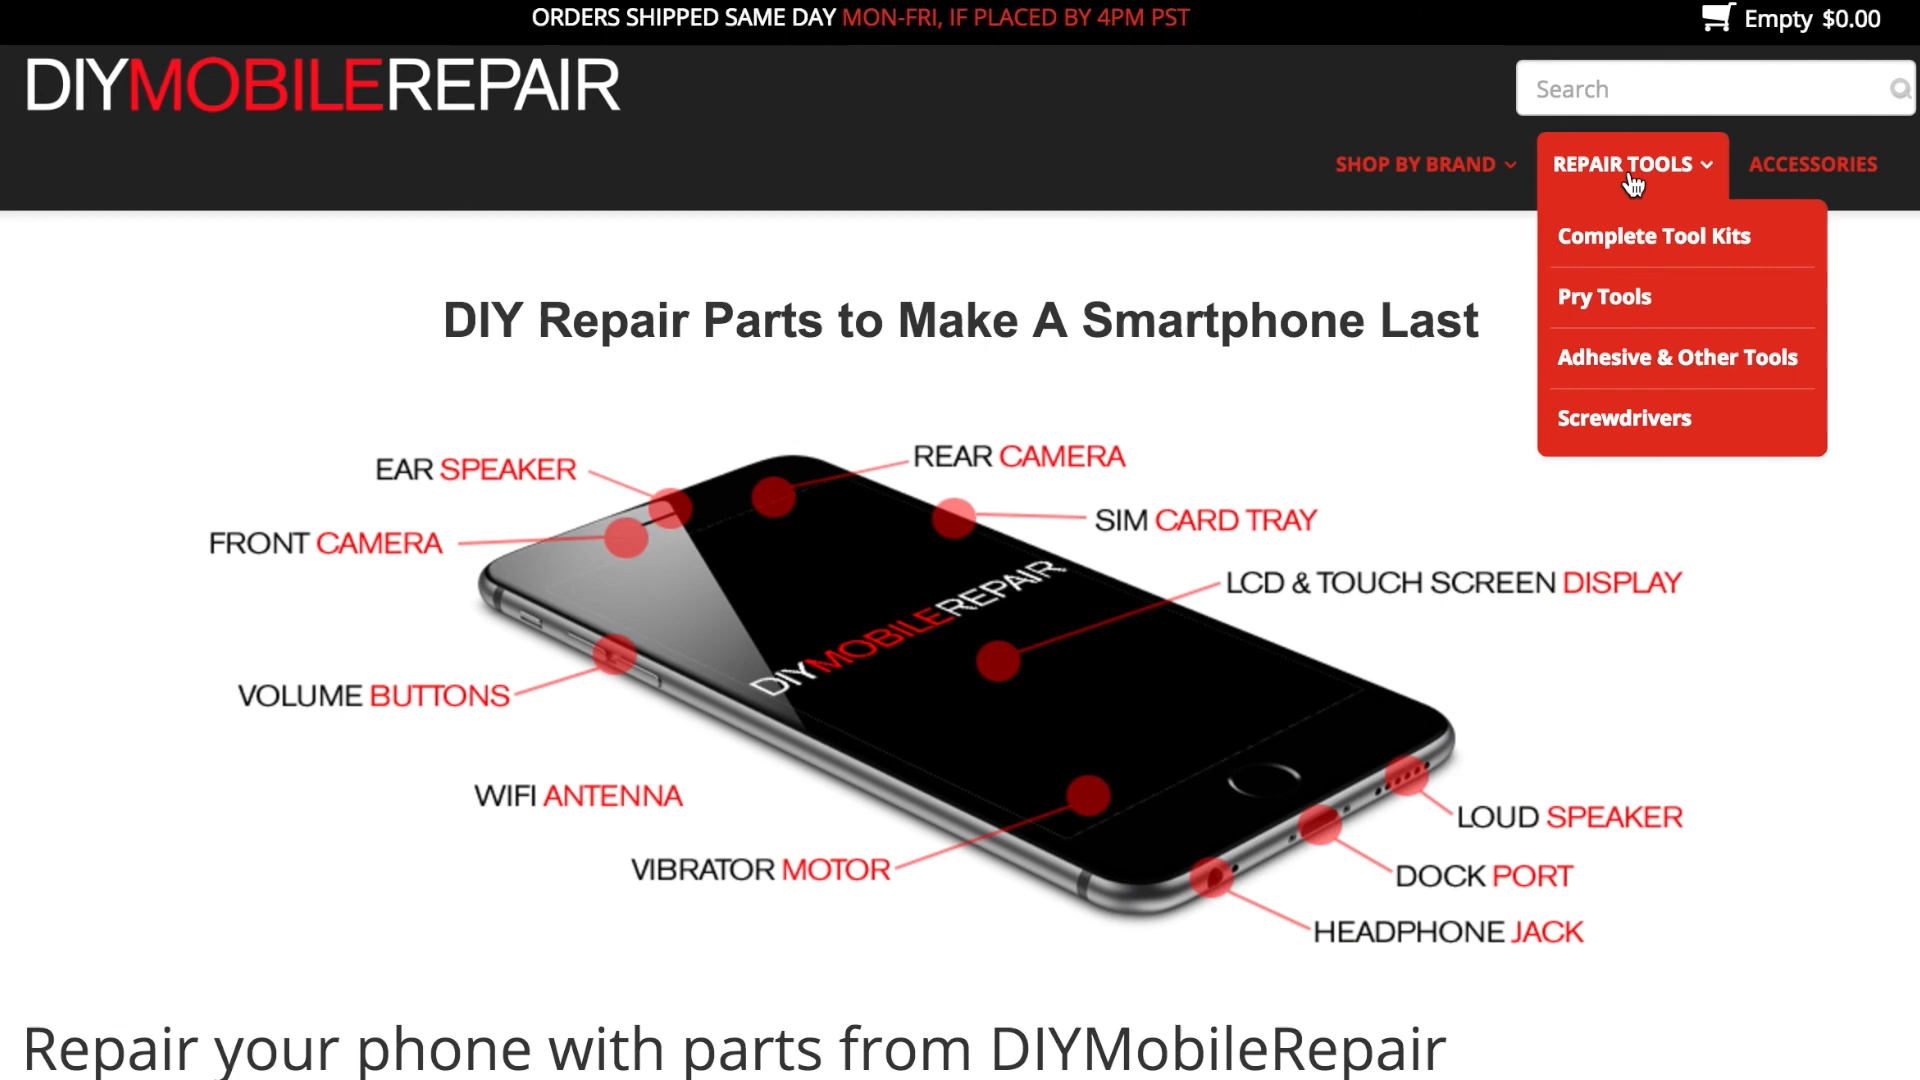 ORDERS SHIPPED SAME DAY MON-FRI, IF PLACED BY 4PM PST
Empty $0.00
DIYMOBILEREPAIR
Search
SHOP BY BRAND
REPAIR TOOLS
ACCESSORIES
Complete Tool Kits
Pry Tools
Adhesive & Other Tools
Screwdrivers
DIY Repair Parts to Make A Smartphone Last
EAR SPEAKER
REAR CAMERA
FRONT CAMERA
SIM CARD TRAY
LCD & TOUCH SCREEN DISPLAY
DIYMOBILEREPAIR
VOLUME BUTTONS
WIFI ANTENNA
VIBRATOR MOTOR
LOUD SPEAKER
DOCK PORT
HEADPHONE JACK
Repair your phone with parts from DIYMobileRepair